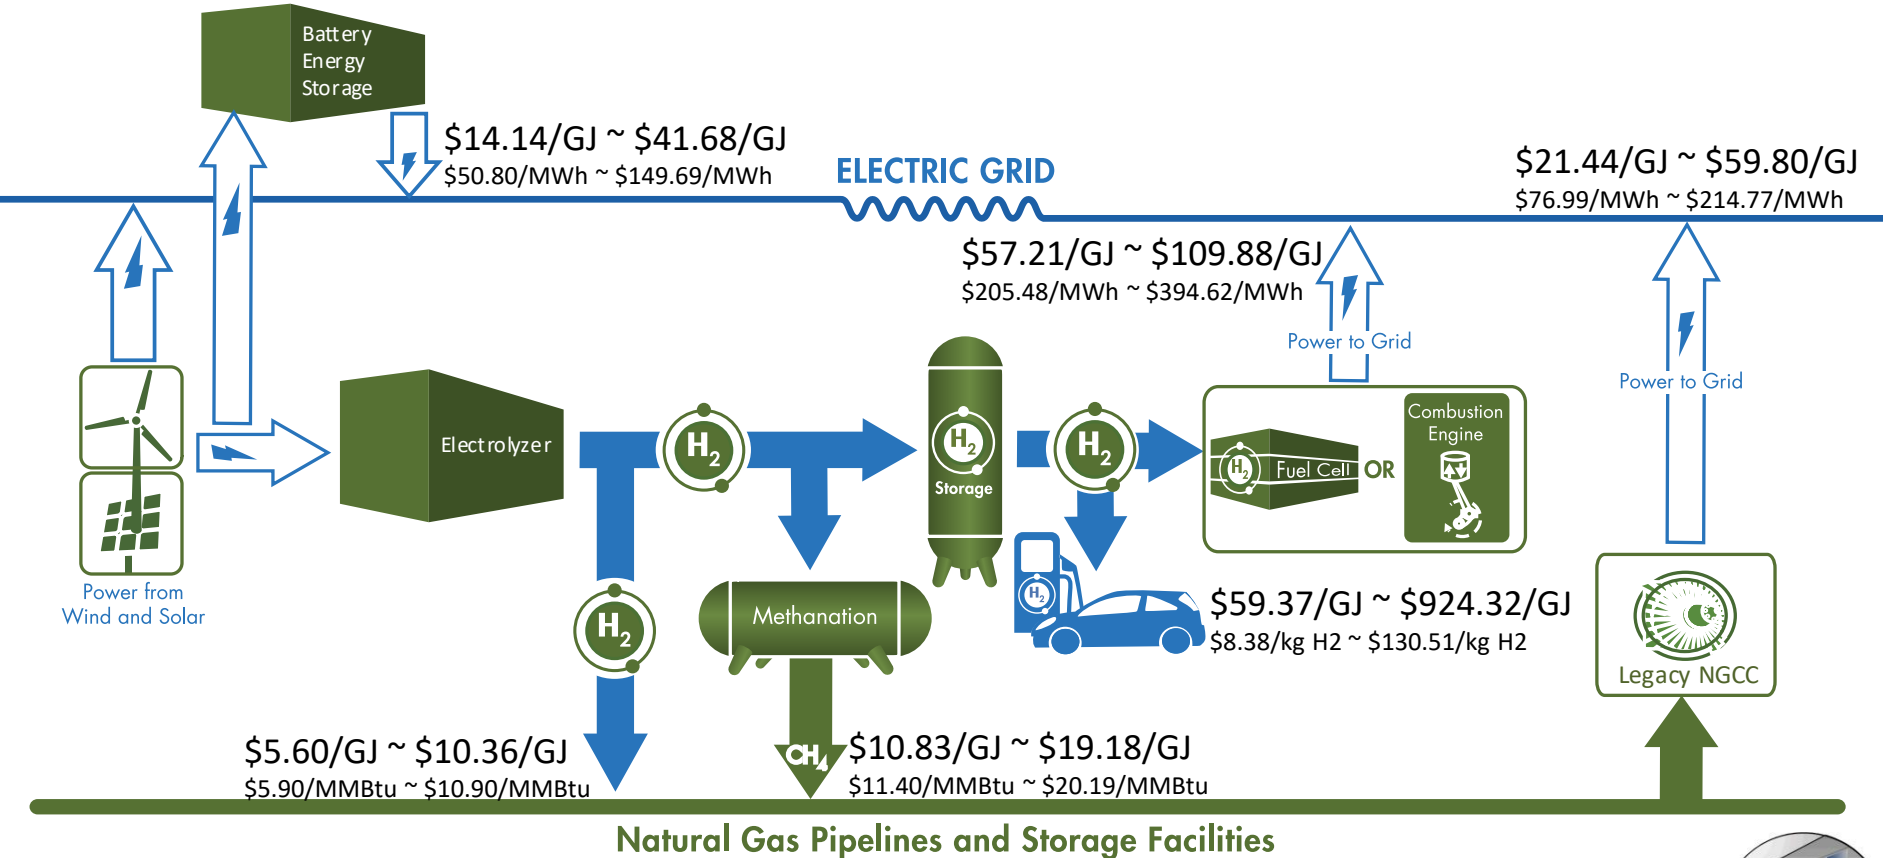 Battery
Energy
Storage
$14.14/GJ ~ $41.68/GJ
$50.80/MWh ~ $149.69/MWh
ELECTRIC GRID
$21.44/GJ ~ $59.80/GJ
$76.99/MWh ~ $214.77/MWh
$57.21/GJ ~ $109.88/GJ
$205.48/MWh ~ $394.62/MWh
Power to Grid
Power to Grid
Electrolyzer
H2
H2
Storage
H2
H2
Fuel Cell
OR
Combustion
Engine
Power from
Wind and Solar
H2
Methanation
H2
$59.37/GJ ~ $924.32/GJ
$8.38/kg H2 ~ $130.51/kg H2
Legacy NGCC
$5.60/GJ ~ $10.36/GJ
$5.90/MMBtu ~ $10.90/MMBtu
CH4
$10.83/GJ ~ $19.18/GJ
$11.40/MMBtu ~ $20.19/MMBtu
Natural Gas Pipelines and Storage Facilities